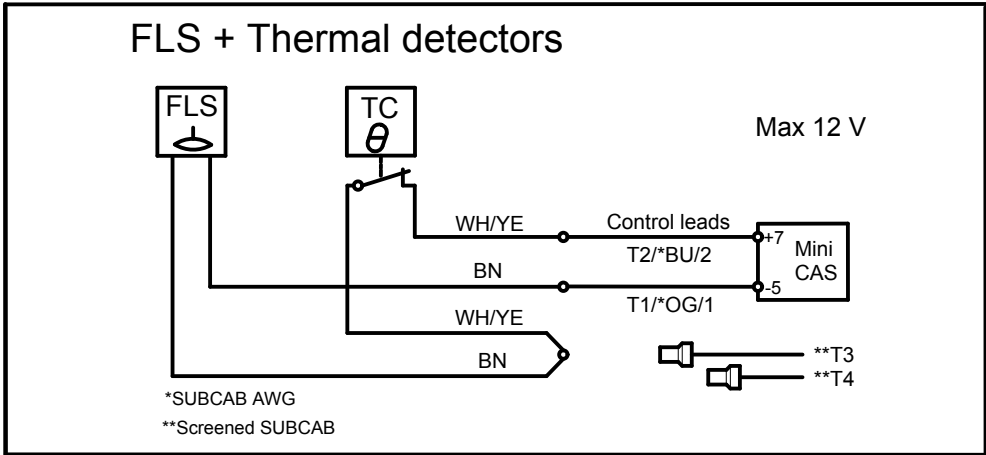 FLS + Thermal detectors
FLS
TC
Max 12 V
WH/YE
Control leads
+7
Mini
CAS
T2/*BU/2
BN
-5
T1/*OG/1
WH/YE
BN
**T3
**T4
*SUBCAB AWG
**Screened SUBCAB